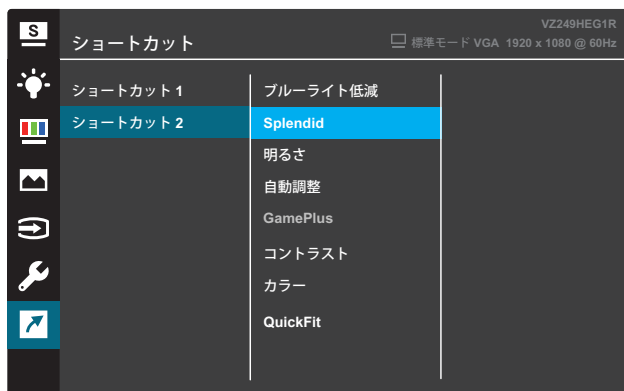 S
VZ249HEG1R
ショートカット
標準モード VGA 1920 x 1080 @ 60Hz
ショートカット 1
ショートカット 2
ブルーライト低減
Splendid
明るさ
自動調整
GamePlus
コントラスト
カラー
QuickFit